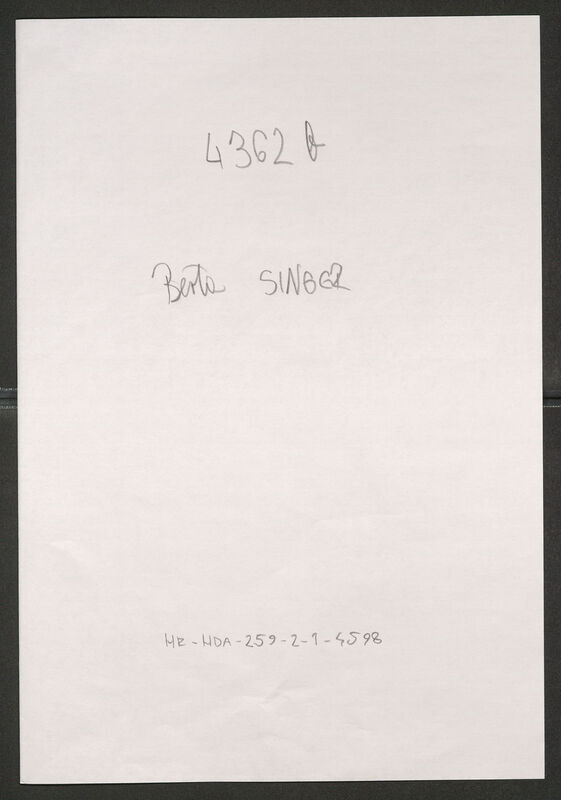 4362 b
Berta SINGER
HR-HDA-259-2-1-4598